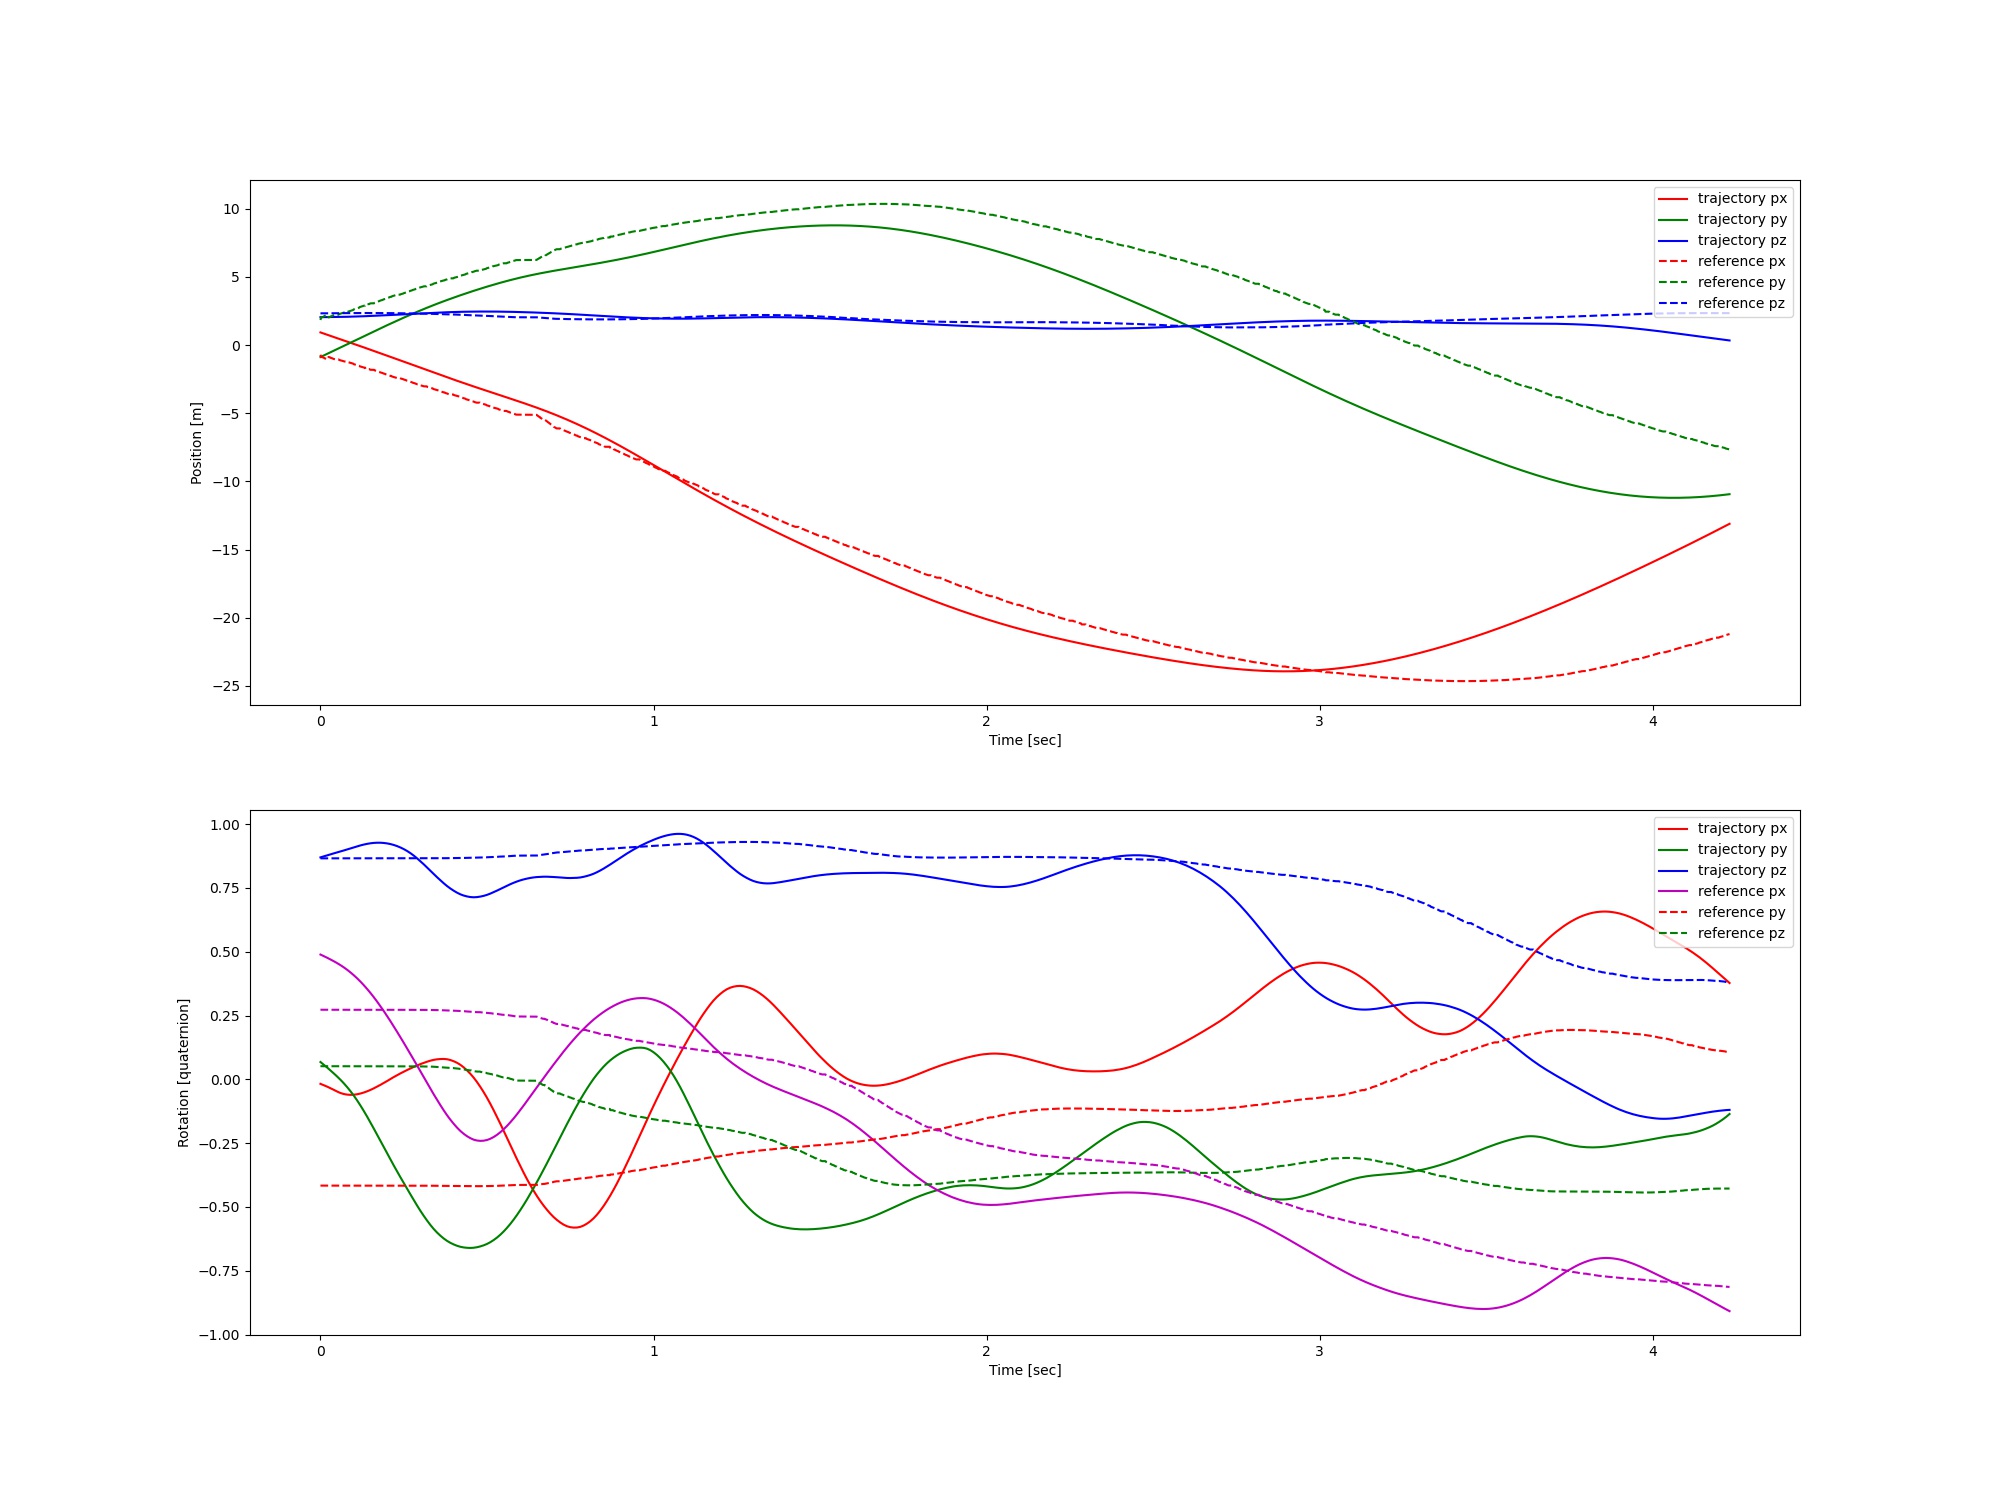 10
5
0
−5
−10
−15
−20
−25
Position [m]
trajectory px
trajectory py
trajectory pz
reference px
reference py
reference pz
0 1 2 3 4
Time [sec]
1.00
0.75
0.50
0.25
0.00
−0.25
−0.50
−0.75
−1.00
Rotation [quaternion]
trajectory px
trajectory py
trajectory pz
reference px
reference py
reference pz
0 1 2 3 4
Time [sec]